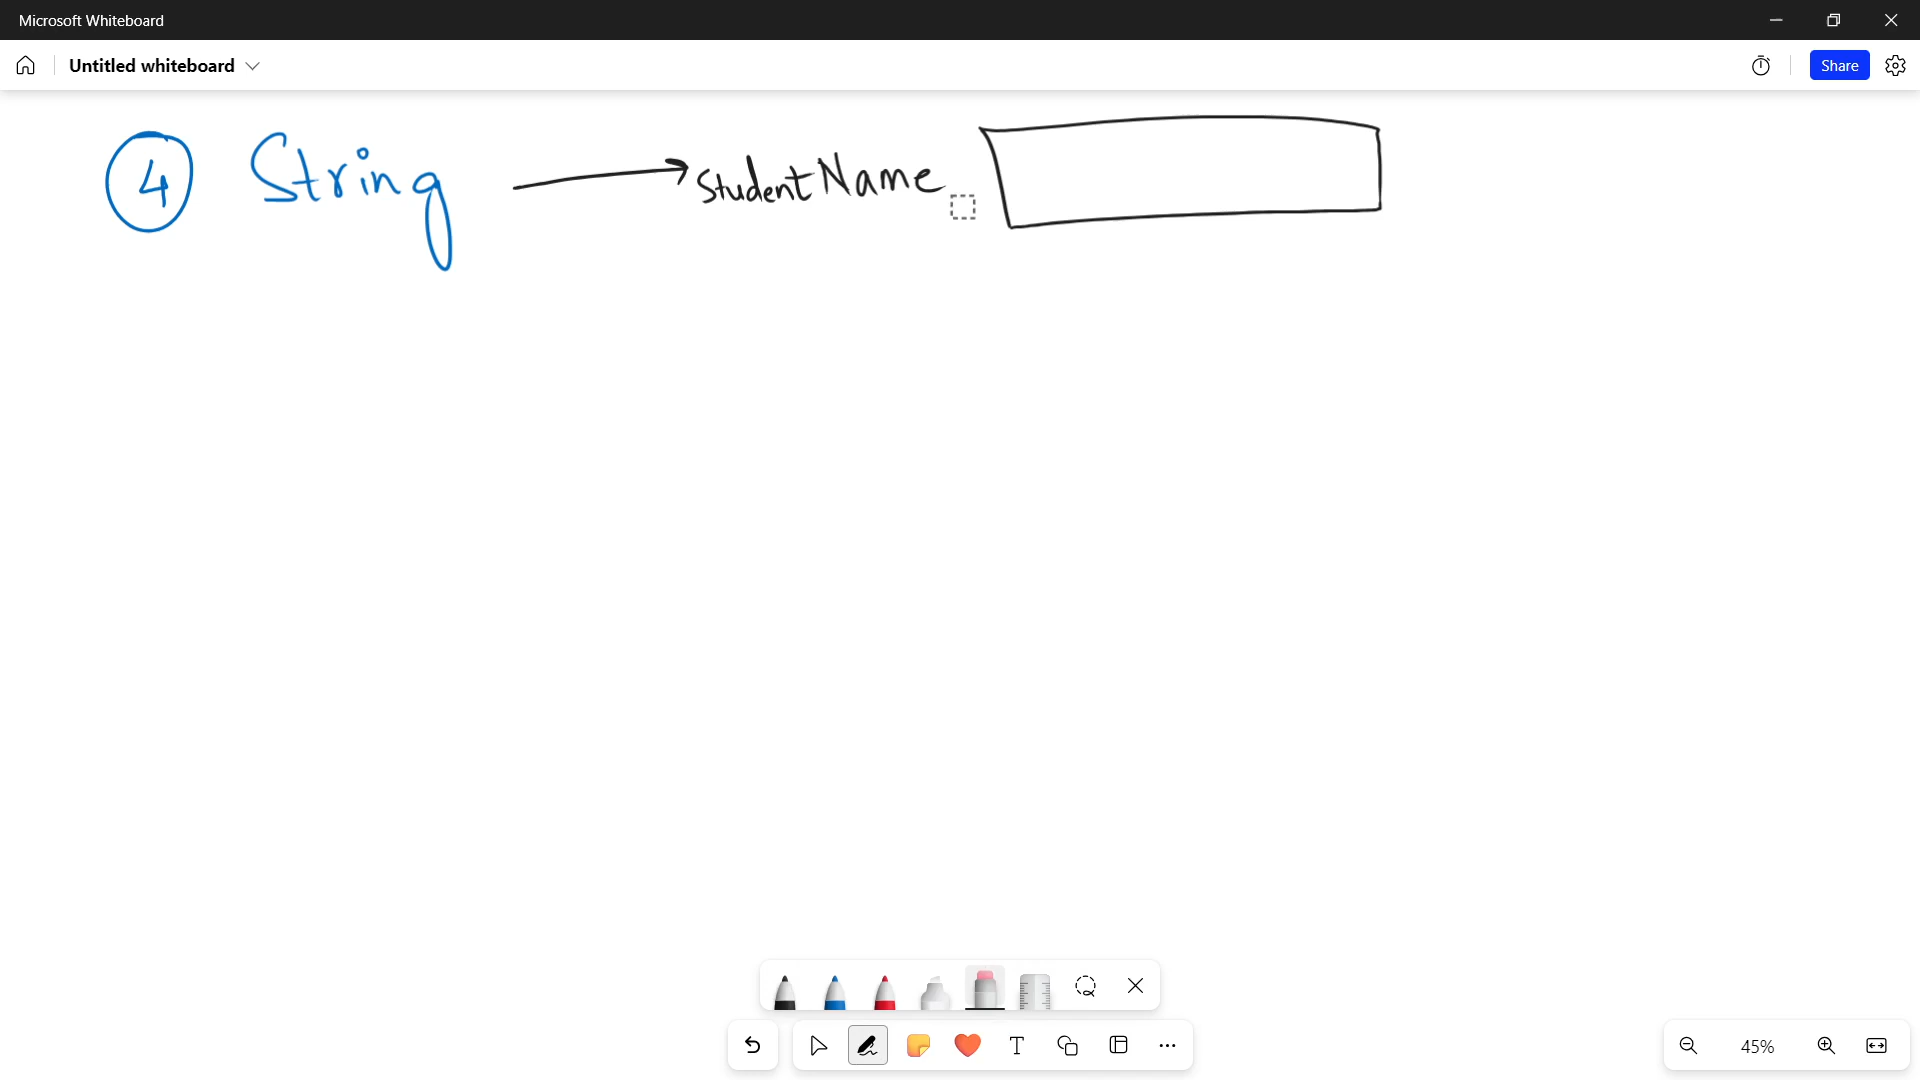 Microsoft Whiteboard
Untitled whiteboard
Share
4 String → StudentName
45%